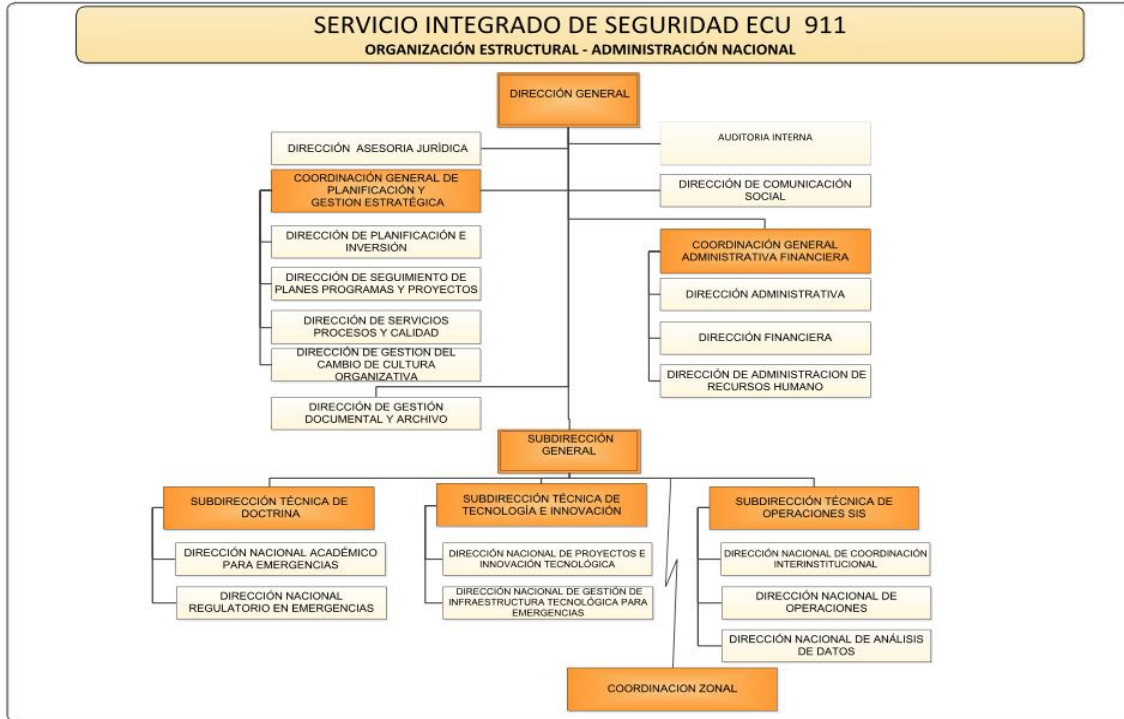 SERVICIO INTEGRADO DE SEGURIDAD ECU 911
ORGANIZACIÓN ESTRUCTURAL - ADMINISTRACIÓN NACIONAL
DIRECCIÓN GENERAL
DIRECCIÓN ASESORIA JURÍDICA
AUDITORIA INTERNA
COORDINACIÓN GENERAL DE
PLANIFICACIÓN Y
GESTION ESTRATÉGICA
DIRECCIÓN DE COMUNICACIÓN
SOCIAL
DIRECCIÓN DE PLANIFICACIÓN E
INVERSIÓN
DIRECCIÓN DE SEGUIMIENTO DE
PLANES PROGRAMAS Y PROYECTOS
DIRECCIÓN DE SERVICIOS
PROCESOS Y CALIDAD
DIRECCIÓN DE GESTION DEL
CAMBIO DE CULTURA
ORGANIZATIVA
COORDINACIÓN GENERAL
ADMINISTRATIVA FINANCIERA
DIRECCIÓN ADMINISTRATIVA
DIRECCIÓN FINANCIERA
DIRECCIÓN DE ADMINISTRACION DE
RECURSOS HUMANO
DIRECCIÓN DE GESTIÓN
DOCUMENTAL Y ARCHIVO
SUBDIRECCIÓN
GENERAL
SUBDIRECCIÓN TÉCNICA DE
DOCTRINA
DIRECCIÓN NACIONAL ACADÉMICO
PARA EMERGENCIAS
DIRECCIÓN NACIONAL
REGULATORIO EN EMERGENCIAS
SUBDIRECCIÓN TÉCNICA DE
TECNOLOGÍA E INNOVACIÓN
DIRECCIÓN NACIONAL DE PROYECTOS E
INNOVACIÓN TECNOLÓGICA
DIRECCIÓN NACIONAL DE GESTIÓN DE
INFRAESTRUCTURA TECNOLÓGICA PARA
EMERGENCIAS
SUBDIRECCIÓN TÉCNICA DE
OPERACIONES SIS
DIRECCIÓN NACIONAL DE COORDINACIÓN
INTERINSTITUCIONAL
DIRECCIÓN NACIONAL DE
OPERACIONES
DIRECCIÓN NACIONAL DE ANÁLISIS
DE DATOS
COORDINACION ZONAL